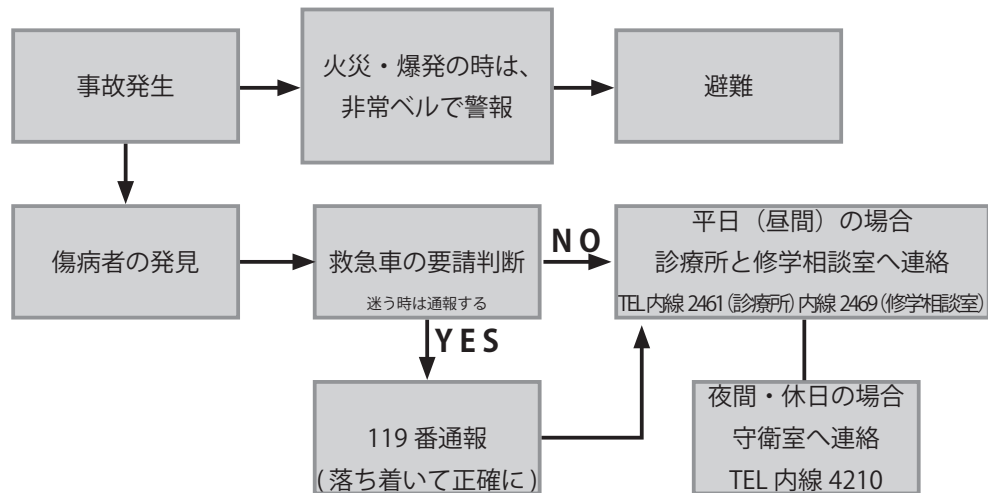 事故発生
火災・爆発の時は、
非常ベルで警報
避難
傷病者の発見
救急車の要請判断
迷う時は通報する
NO
平日（昼間）の場合
診療所と修学相談室へ連絡
TEL 内線 2461 (診療所) 内線 2469 (修学相談室)
YES
119 番通報
( 落ち着いて正確に )
夜間・休日の場合
守衛室へ連絡
TEL 内線 4210